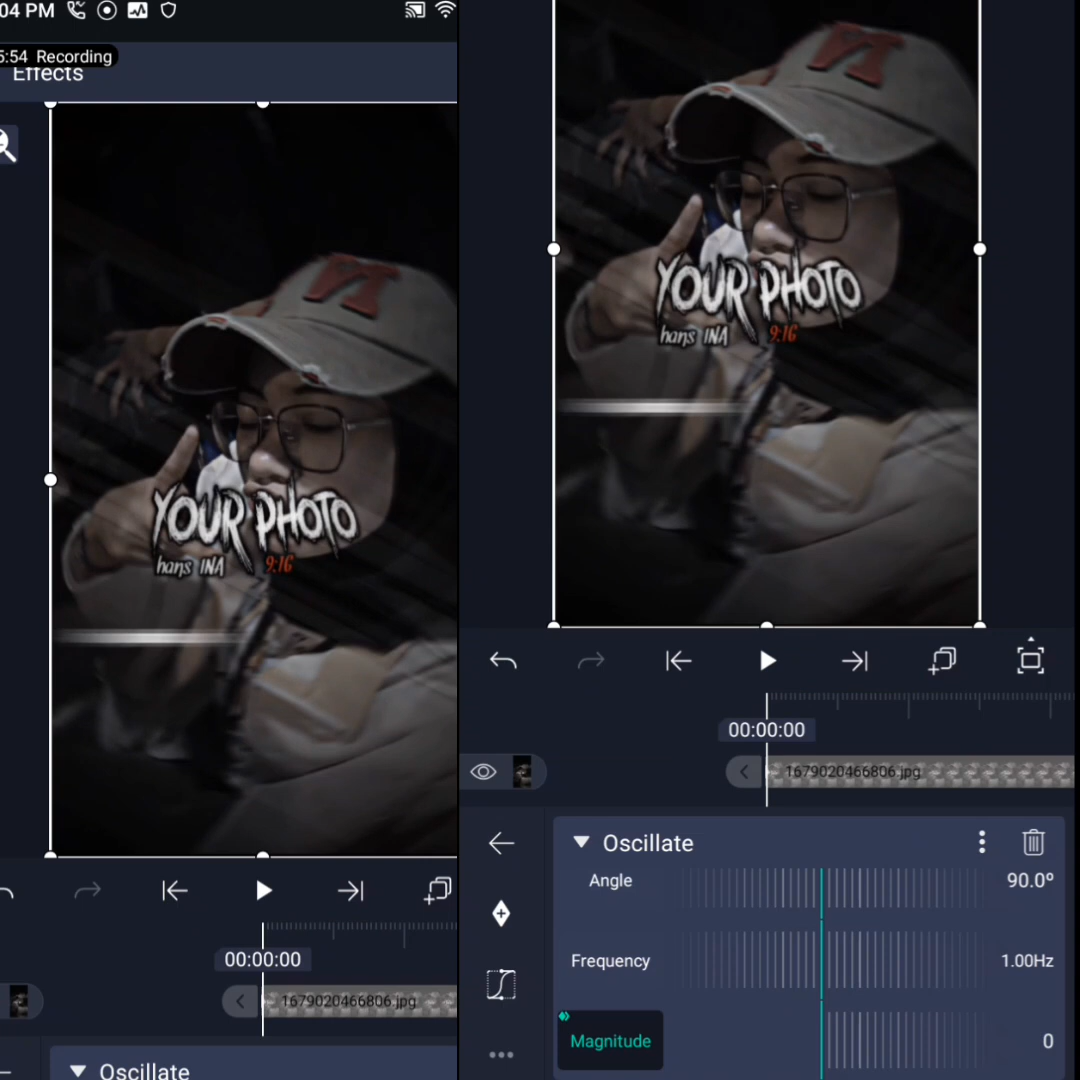 04 PM
5:54 Recording
Effects
YOUR PHOTO
hans INA 9:16
00:00:00
1679020466806.jpg
Oscillate
YOUR PHOTO
hans INA 9:16
00:00:00
1679020466806.jpg
Oscillate
Angle 90.0º
Frequency 1.00Hz
Magnitude 0